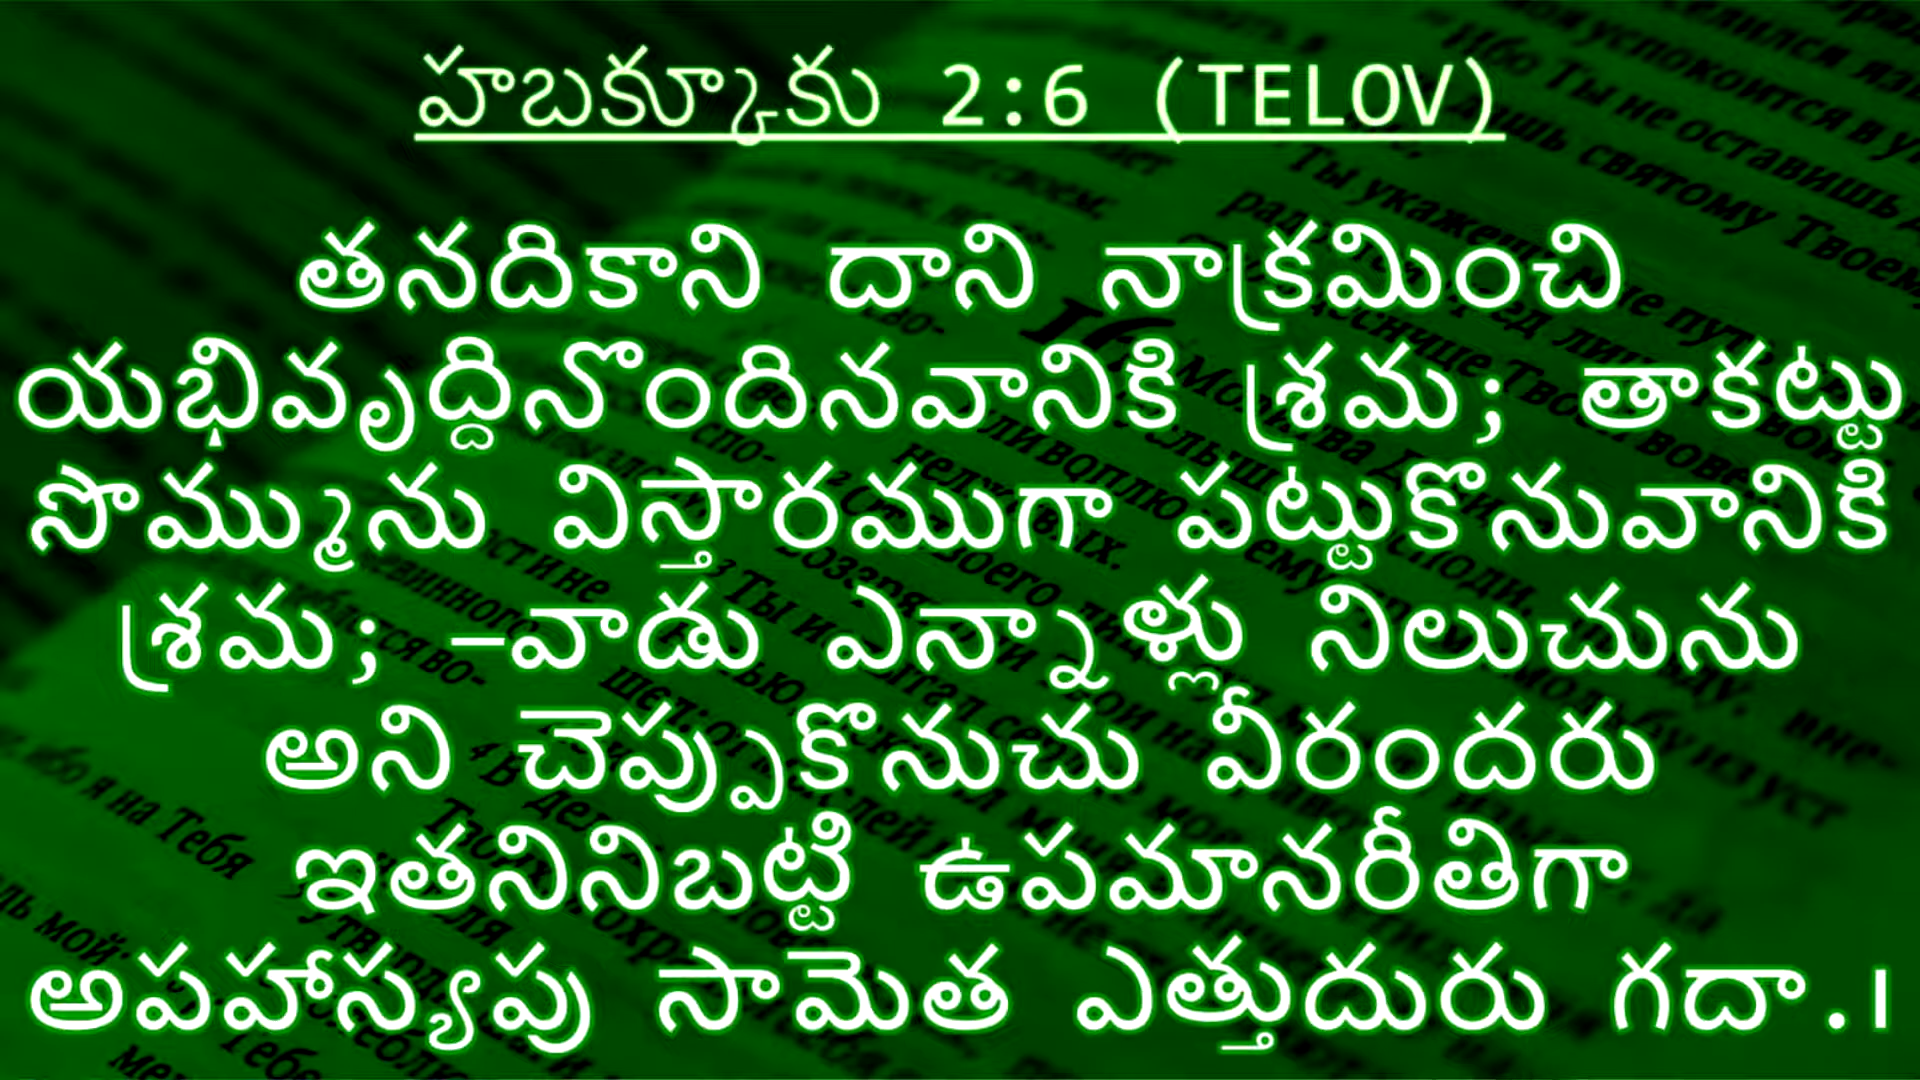 హబక్కూకు 2:6 (TELOV)
తనదికాని దాని నాక్రమించి
యభివృద్దినొందినవానికి శ్రమ; తాకట్టు
సొమ్మును విస్తారముగా పట్టుకొనువానికి
శ్రమ; –వాడు ఎన్నాళ్లు నిలుచును
అని చెప్పుకొనుచు వీరందరు
ఇతనినిబట్టి ఉపమానరీతిగా
అపహాస్యపు సామెత ఎత్తుదురు గదా.।